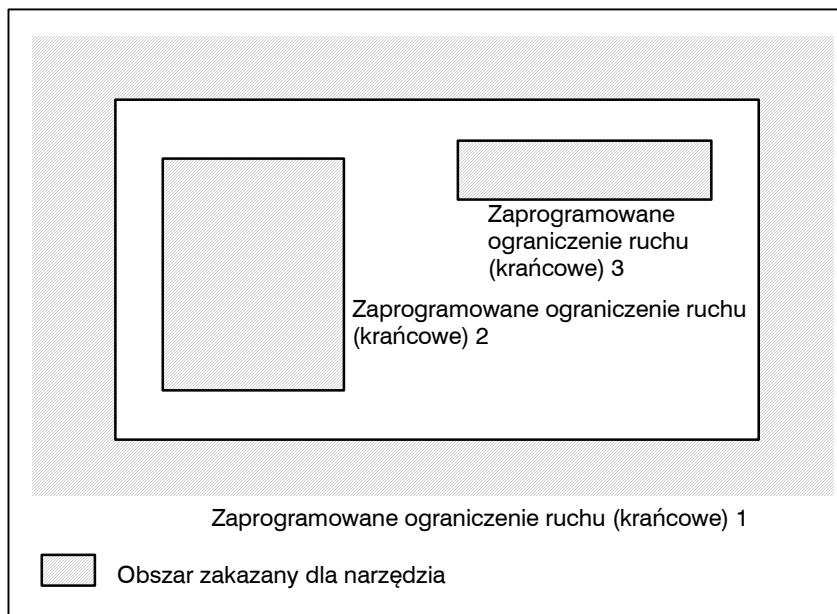 Zaprogramowane
ograniczenie ruchu
(krańcowe) 3
Zaprogramowane ograniczenie ruchu
(krańcowe) 2
Zaprogramowane ograniczenie ruchu (krańcowe) 1
Obszar zakazany dla narzędzia